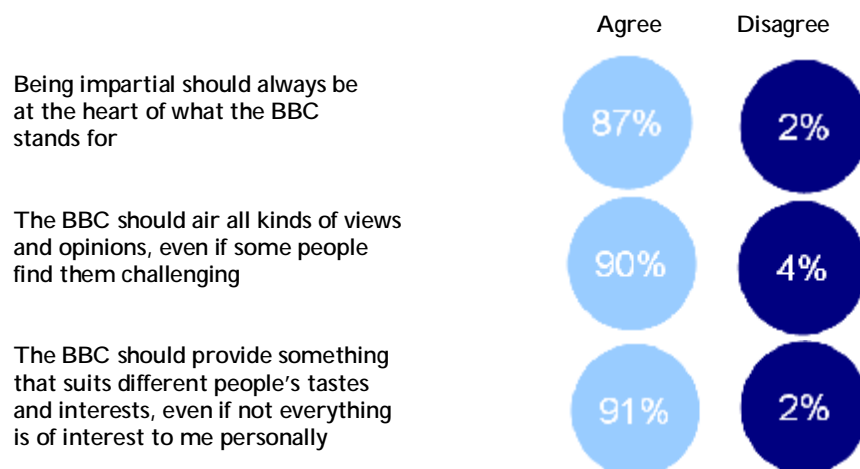 Agree Disagree
Being impartial should always be
at the heart of what the BBC
stands for
87% 2%
The BBC should air all kinds of views
and opinions, even if some people
find them challenging
90% 4%
The BBC should provide something
that suits different people's tastes
and interests, even if not everything
is of interest to me personally
91% 2%